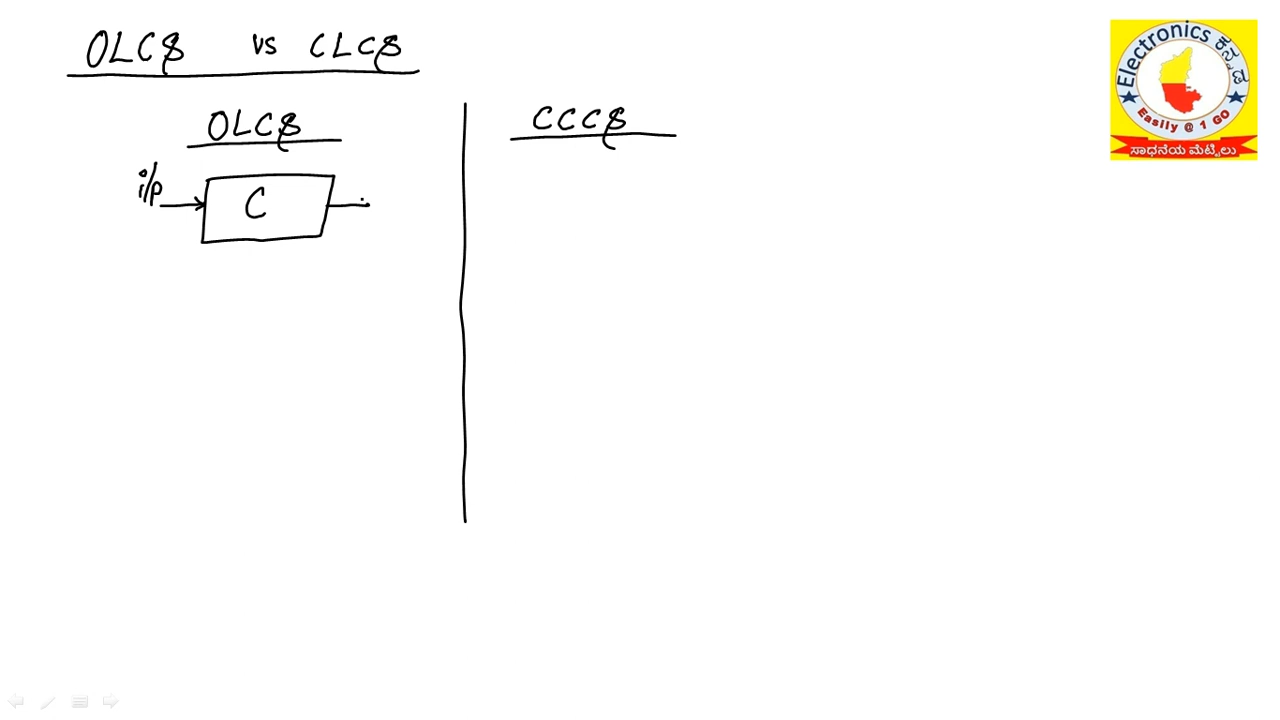 OLCS vs CLCS
OLCS
CCCS
i/p
C
Electronics ಕನ್ನಡ
Easily @ 1 GO
ಸಾಧನೆಯ ಮೆಟ್ಟಿಲು